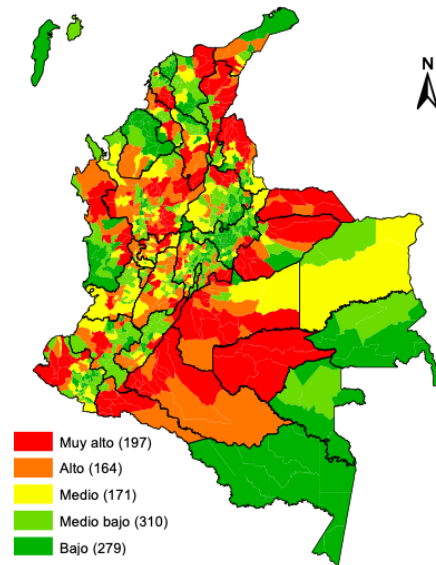 N
Muy alto (197)
Alto (164)
Medio (171)
Medio bajo (310)
Bajo (279)